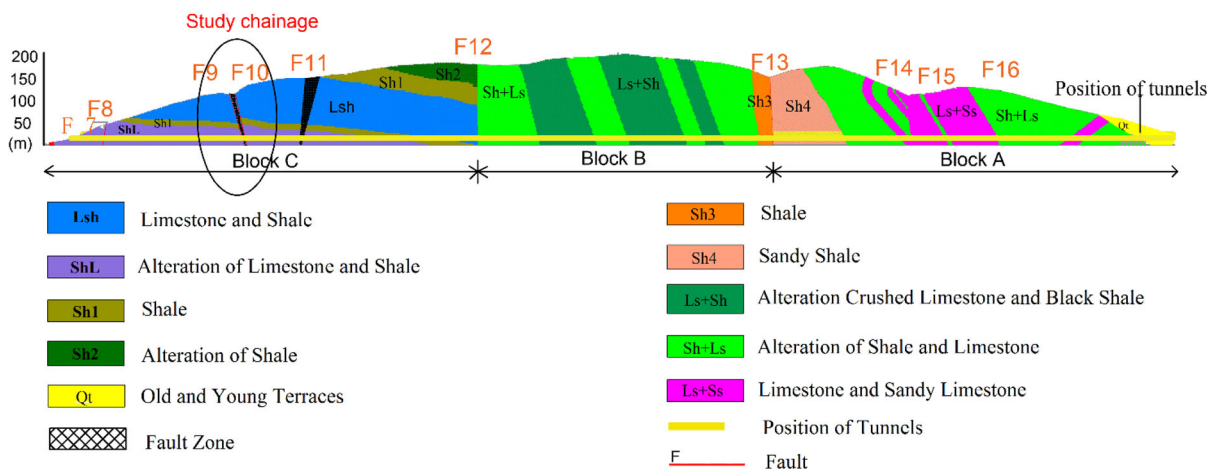 Study chainage
200
150
100
50
(m)
F 7
F8
F9
F10
F11
F12
F13
F14
F15
F16
Position of tunnels
ShL
Sh1
Lsh
Sh1
Sh2
Sh+Ls
Ls+Sh
Sh3
Sh4
Ls+Ss
Sh+Ls
Qt
Block C
Block B
Block A
Lsh Limestone and Shale
ShL Alteration of Limestone and Shale
Sh1 Shale
Sh2 Alteration of Shale
Qt Old and Young Terraces
Fault Zone
Sh3 Shale
Sh4 Sandy Shale
Ls+Sh Alteration Crushed Limestone and Black Shale
Sh+Ls Alteration of Shale and Limestone
Ls+Ss Limestone and Sandy Limestone
Position of Tunnels
F Fault